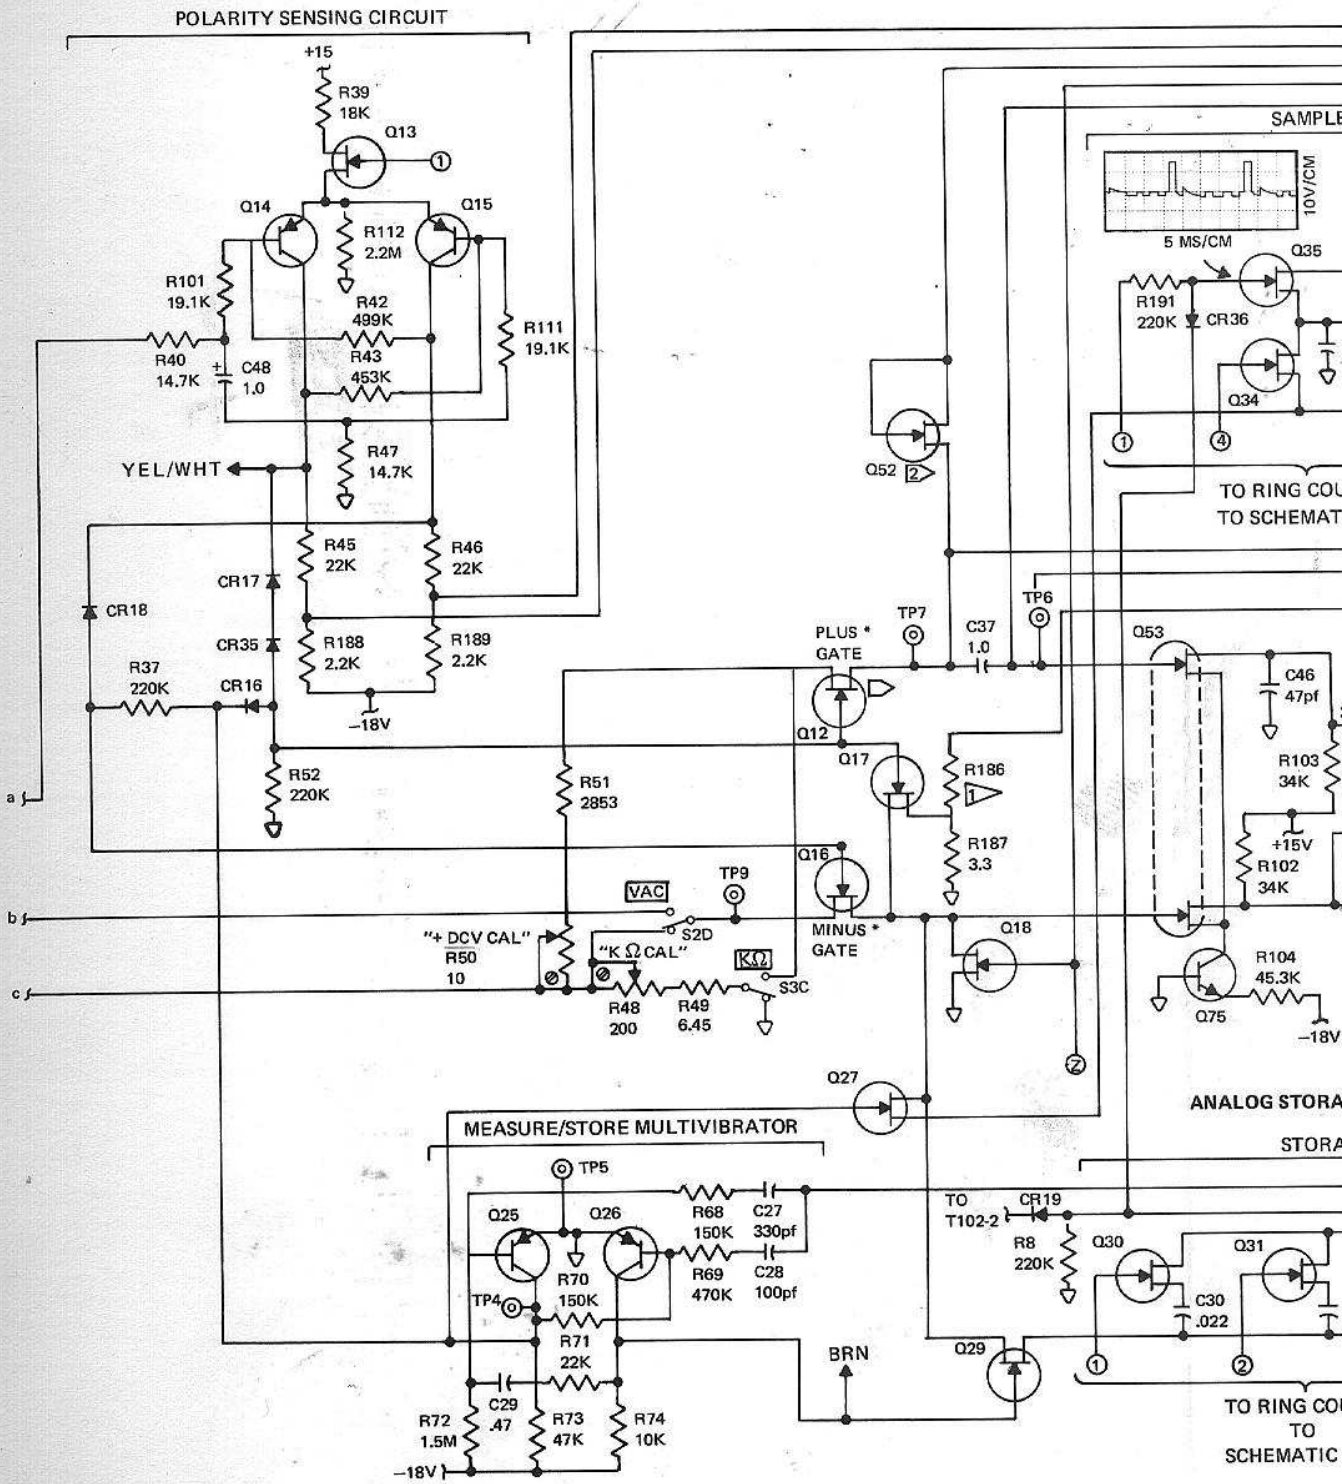 POLARITY SENSING CIRCUIT
+15
R39
18K
Q13
1
Q14
Q15
R112
2.2M
R101
19.1K
R42
499K
R111
19.1K
R40
14.7K
+
C48
1.0
R43
453K
R47
14.7K
YEL/WHT
R45
22K
R46
22K
CR17
CR18
CR35
R188
2.2K
R189
2.2K
R37
220K
CR16
−18V
R52
220K
a
b
c
SAMPLE
10V/CM
5 MS/CM
Q35
R191
220K
CR36
Q34
1
4
Q52
2
TO RING COU
TO SCHEMAT
TP7
C37
1.0
TP6
Q53
PLUS *
GATE
Q12
C46
47pf
Q17
R186
1
R103
34K
R51
2853
R187
3.3
+15V
R102
34K
Q16
VAC
TP9
S2D
MINUS *
GATE
Q18
"+ DCV CAL"
R50
10
"K Ω CAL"
KΩ
S3C
R48
200
R49
6.45
R104
45.3K
Q75
−18V
Z
Q27
ANALOG STORA
MEASURE/STORE MULTIVIBRATOR
STORA
TP5
Q25
Q26
R68
150K
C27
330pf
R69
470K
C28
100pf
R70
150K
TP4
R71
22K
C29
.47
R72
1.5M
R73
47K
R74
10K
−18V
BRN
TO
T102-2
CR19
R8
220K
Q30
Q31
C30
.022
Q29
1
2
TO RING COU
TO
SCHEMATIC